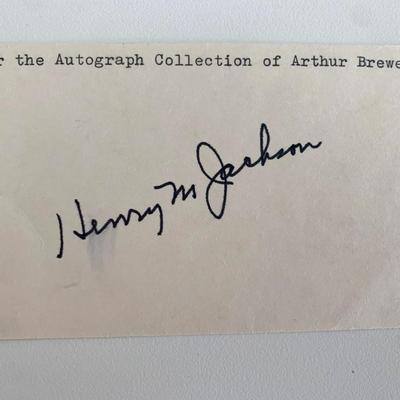 r the Autograph Collection of Arthur Brewe
Henry M Jackson